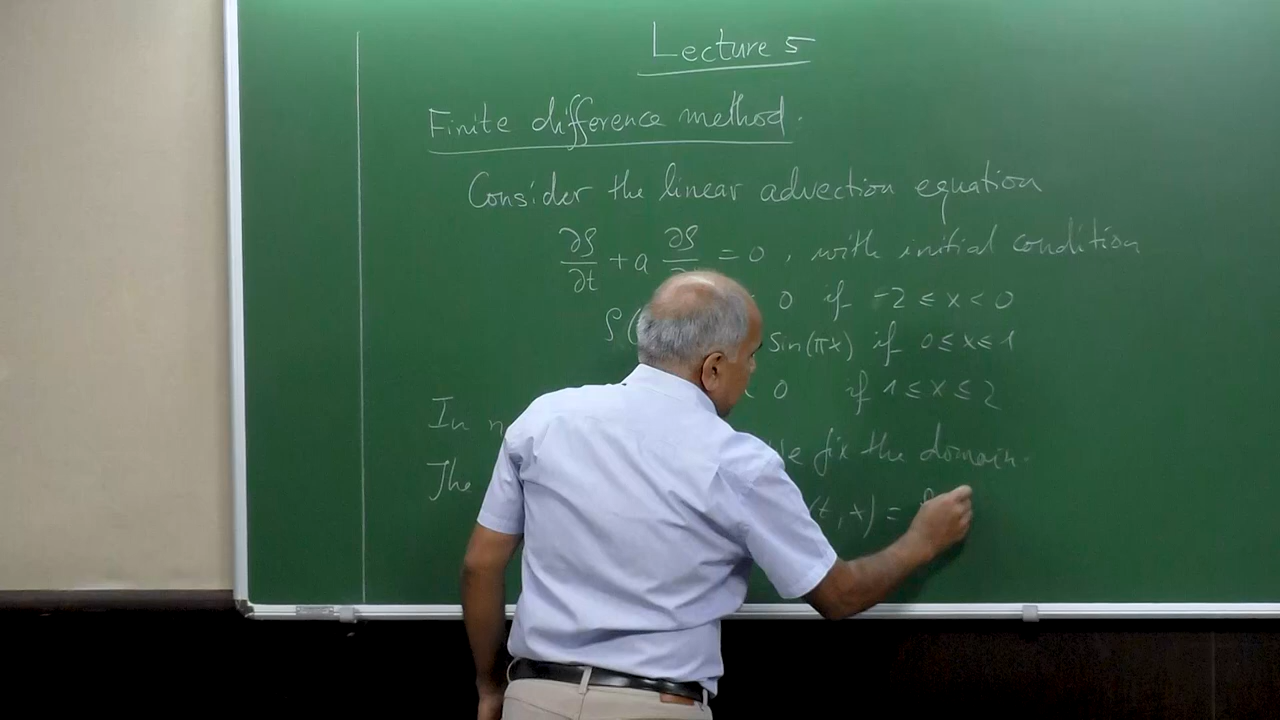 Lecture 5
Finite difference method.
Consider the linear advection equation
∂ρ/∂t + a ∂ρ = 0, with initial condition
ρ( 0 if -2 ≤ x < 0
sin(πx) if 0 ≤ x ≤ 1
0 if 1 ≤ x ≤ 2
In fix the domain.
The (t, x) =